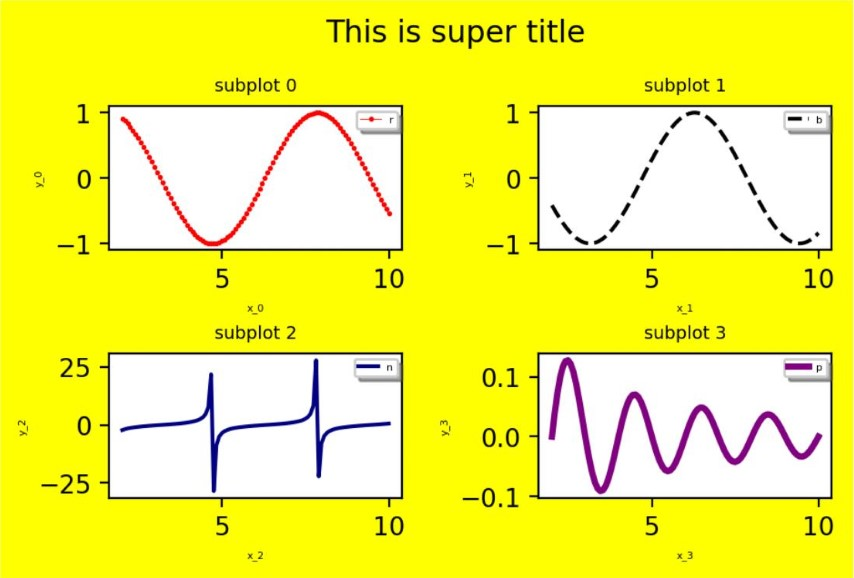 This is super title
subplot 0
1
0
−1
y_0
r
5
10
x_0
subplot 1
1
0
−1
y_1
b
5
10
x_1
subplot 2
25
0
−25
y_2
n
5
10
x_2
subplot 3
0.1
0.0
−0.1
y_3
p
5
10
x_3